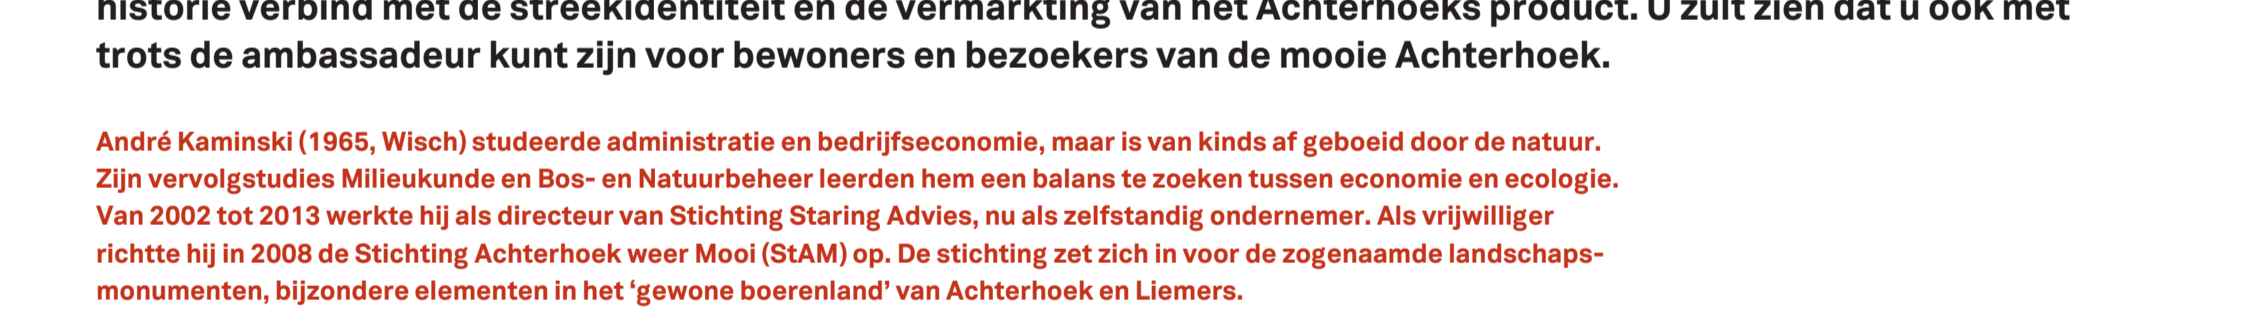 historie verbind met de streekidentiteit en de vermarkting van het Achterhoeks product. U zult zien dat u ook met
trots de ambassadeur kunt zijn voor bewoners en bezoekers van de mooie Achterhoek.
André Kaminski (1965, Wisch) studeerde administratie en bedrijfseconomie, maar is van kinds af geboeid door de natuur.
Zijn vervolgstudies Milieukunde en Bos- en Natuurbeheer leerden hem een balans te zoeken tussen economie en ecologie.
Van 2002 tot 2013 werkte hij als directeur van Stichting Staring Advies, nu als zelfstandig ondernemer. Als vrijwilliger
richtte hij in 2008 de Stichting Achterhoek weer Mooi (StAM) op. De stichting zet zich in voor de zogenaamde landschaps-
monumenten, bijzondere elementen in het ‘gewone boerenland’ van Achterhoek en Liemers.